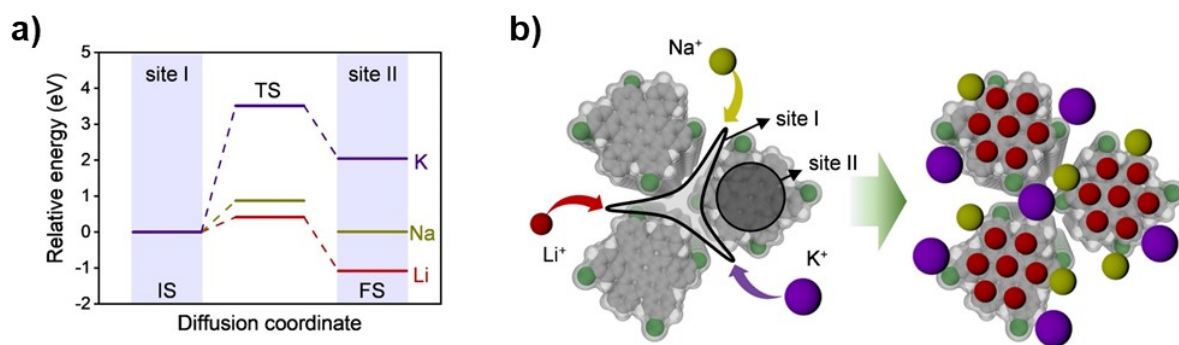 a)
5
4
3
2
1
0
-1
-2
Relative energy (eV)
site I
site II
TS
K
Na
Li
IS
FS
Diffusion coordinate
b)
Na⁺
site I
site II
Li⁺
K⁺